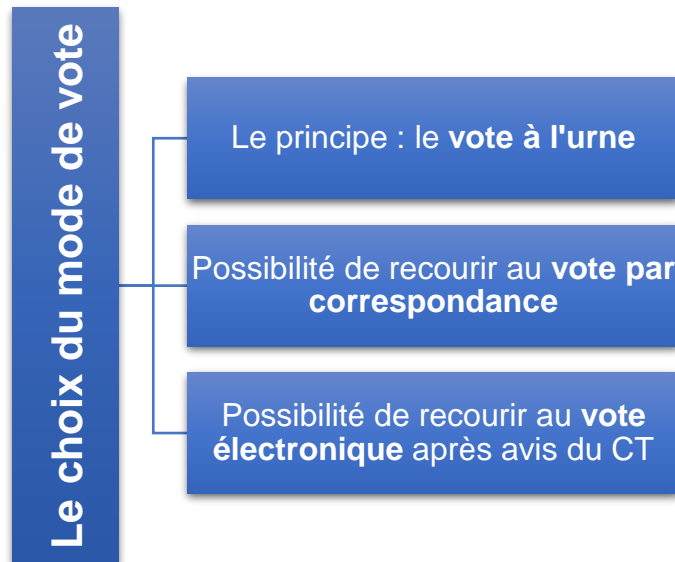 Le choix du mode de vote
Le principe : le vote à l'urne
Possibilité de recourir au vote par
correspondance
Possibilité de recourir au vote
électronique après avis du CT